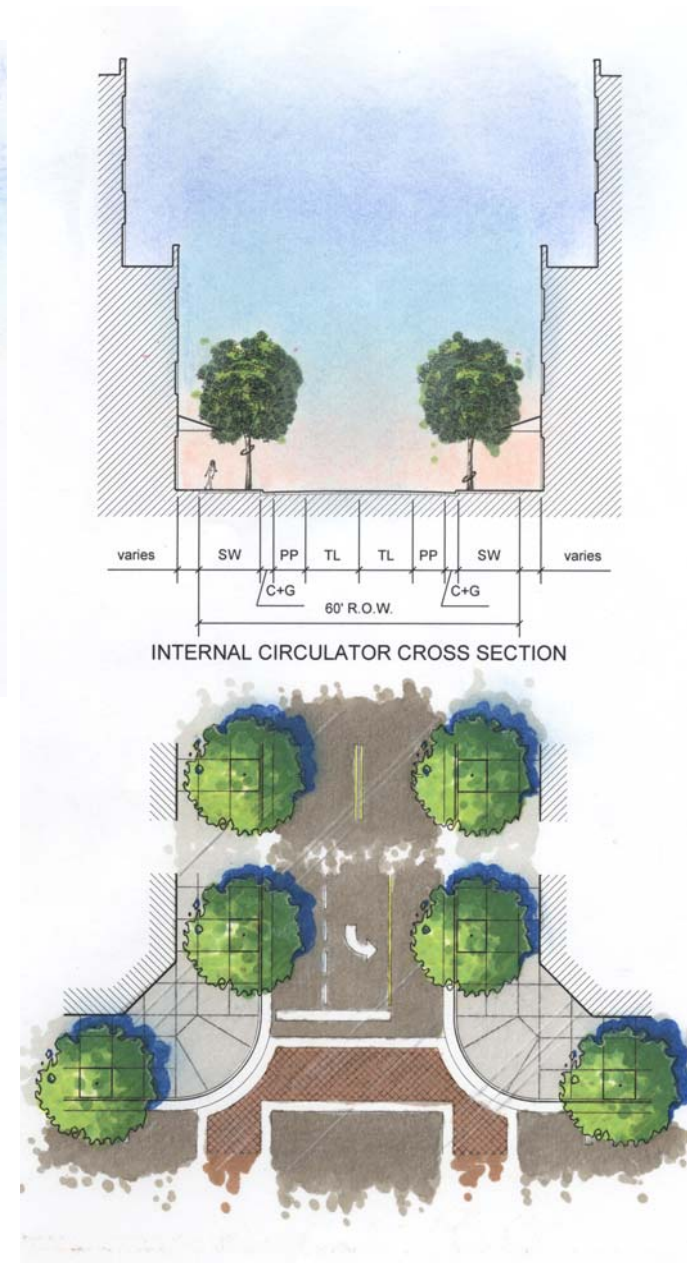 varies SW PP TL TL PP SW varies
C+G C+G
60' R.O.W.
INTERNAL CIRCULATOR CROSS SECTION